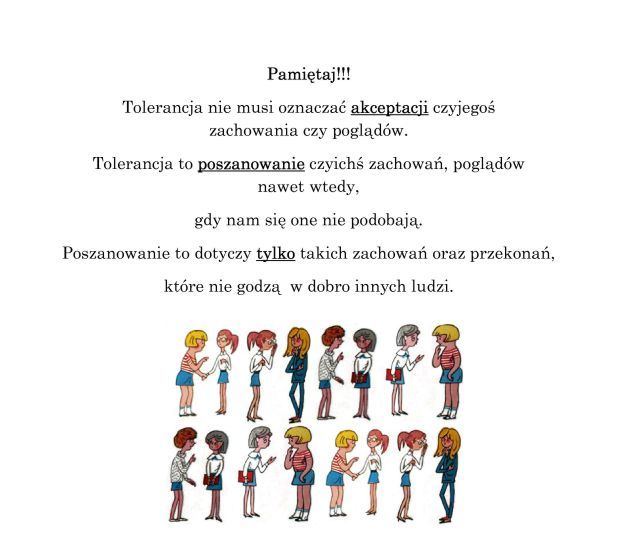 Pamiętaj!!!
Tolerancja nie musi oznaczać akceptacji czyjegoś
zachowania czy poglądów.
Tolerancja to poszanowanie czyichś zachowań, poglądów
nawet wtedy,
gdy nam się one nie podobają.
Poszanowanie to dotyczy tylko takich zachowań oraz przekonań,
które nie godzą w dobro innych ludzi.